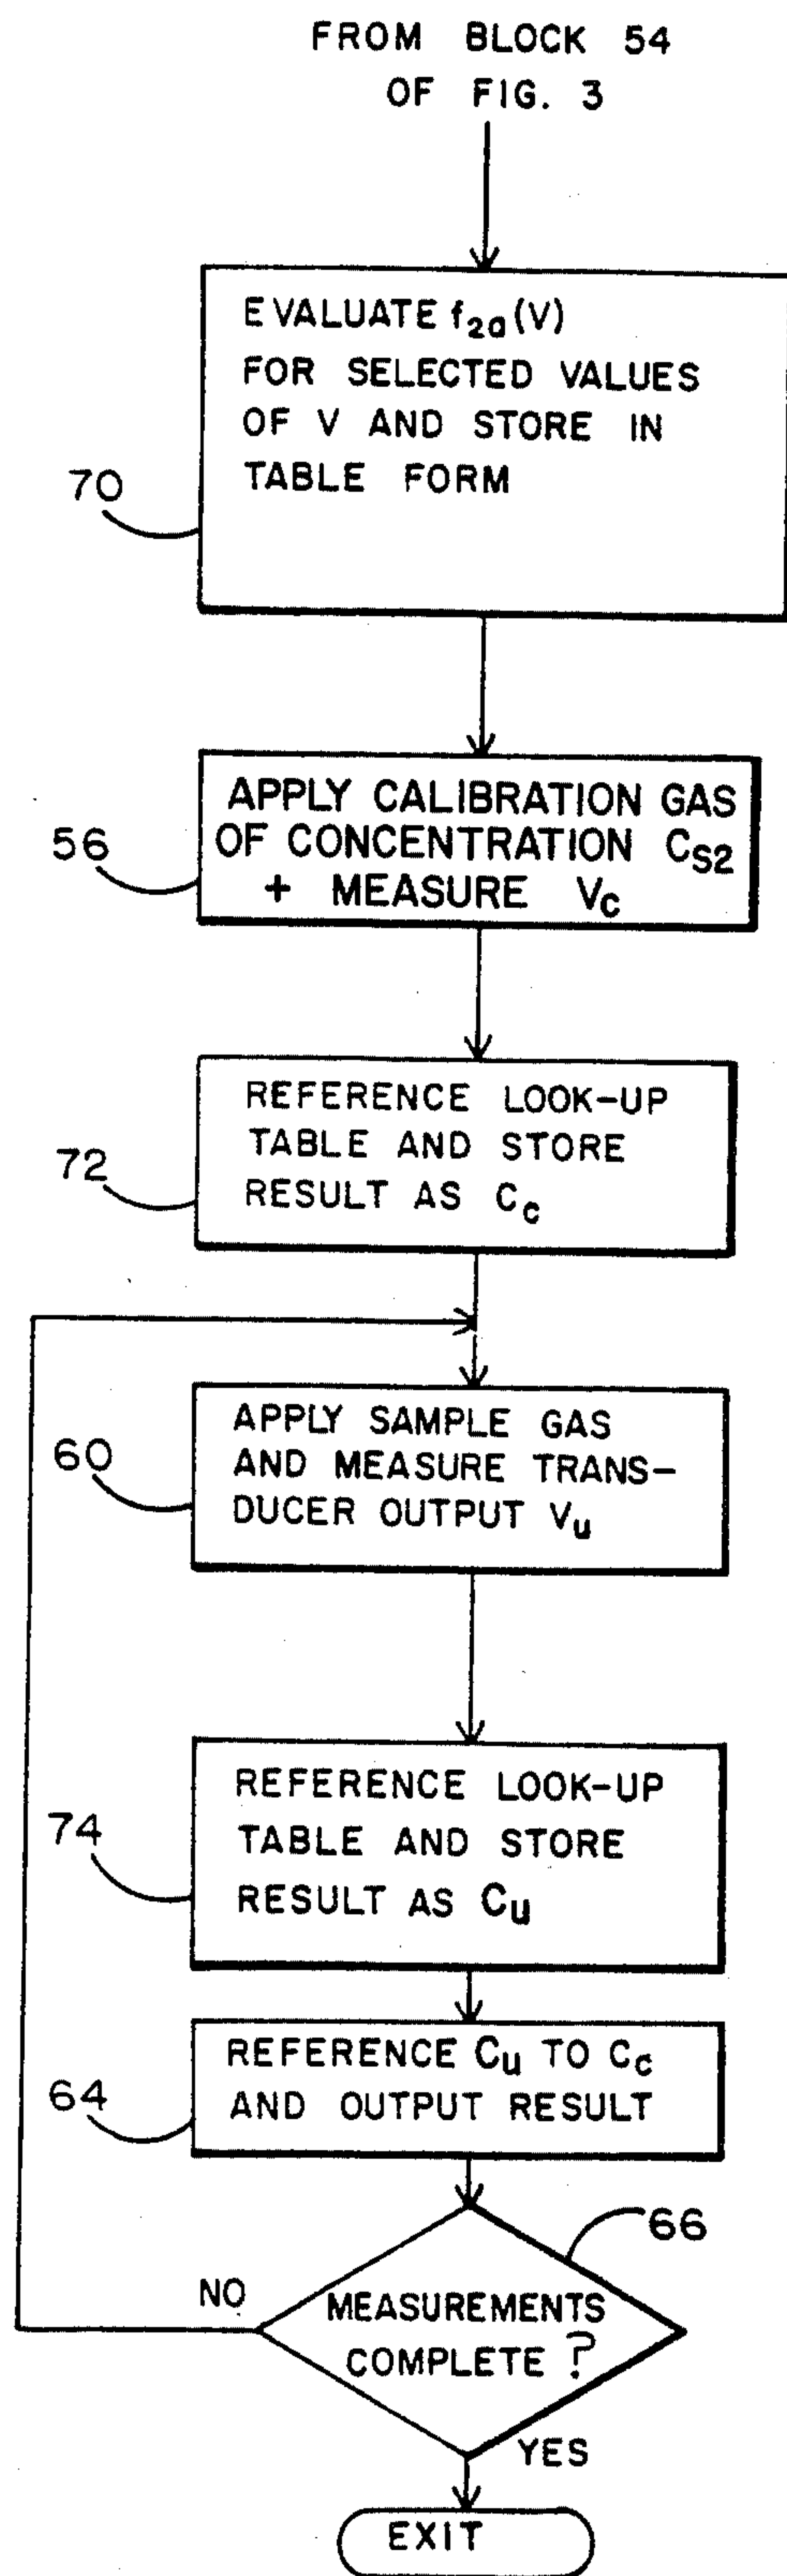 FROM BLOCK 54
OF FIG. 3
EVALUATE f2a(V)
FOR SELECTED VALUES
OF V AND STORE IN
TABLE FORM
70
APPLY CALIBRATION GAS
OF CONCENTRATION CS2
+ MEASURE Vc
56
REFERENCE LOOK-UP
TABLE AND STORE
RESULT AS Cc
72
APPLY SAMPLE GAS
AND MEASURE TRANS-
DUCER OUTPUT Vu
60
REFERENCE LOOK-UP
TABLE AND STORE
RESULT AS Cu
74
REFERENCE Cu TO Cc
AND OUTPUT RESULT
64
66
NO
MEASUREMENTS
COMPLETE ?
YES
EXIT